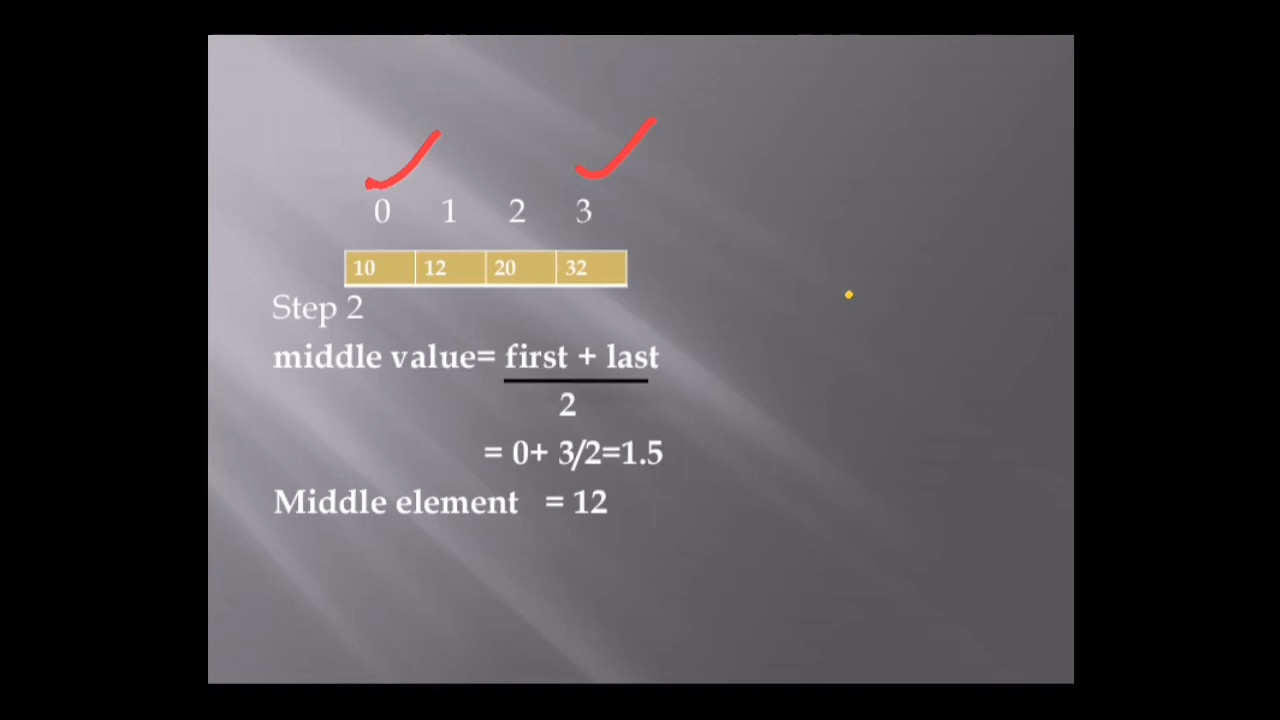 0 1 2 3
10 12 20 32
Step 2
middle value= first + last
2
= 0+ 3/2=1.5
Middle element = 12